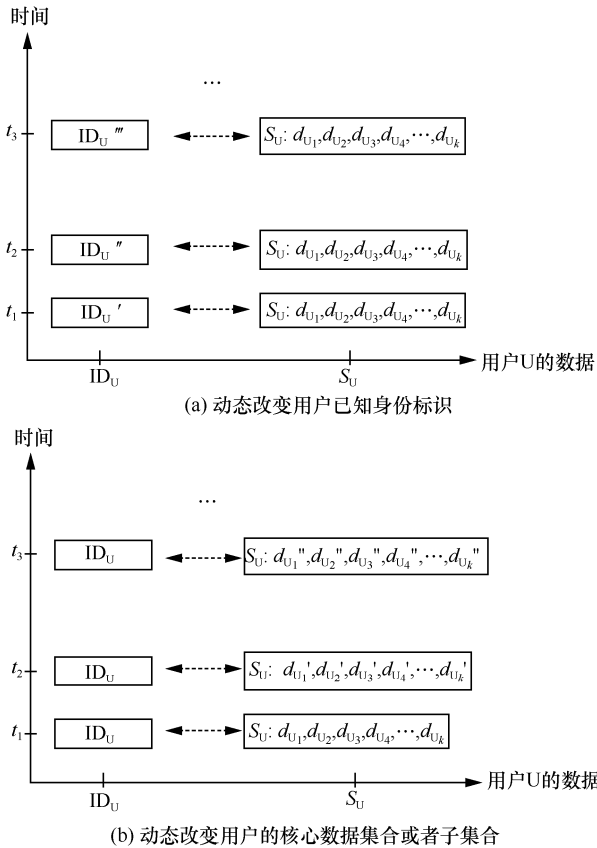 时间
…
t3 IDU ‴ SU: dU1,dU2,dU3,dU4,⋯,dUk
t2 IDU ″ SU: dU1,dU2,dU3,dU4,⋯,dUk
t1 IDU ′ SU: dU1,dU2,dU3,dU4,⋯,dUk
用户U的数据
IDU SU
(a) 动态改变用户已知身份标识
时间
…
t3 IDU SU: dU1",dU2",dU3",dU4",⋯,dUk"
t2 IDU SU: dU1',dU2',dU3',dU4',⋯,dUk'
t1 IDU SU: dU1,dU2,dU3,dU4,⋯,dUk
用户U的数据
IDU SU
(b) 动态改变用户的核心数据集合或者子集合